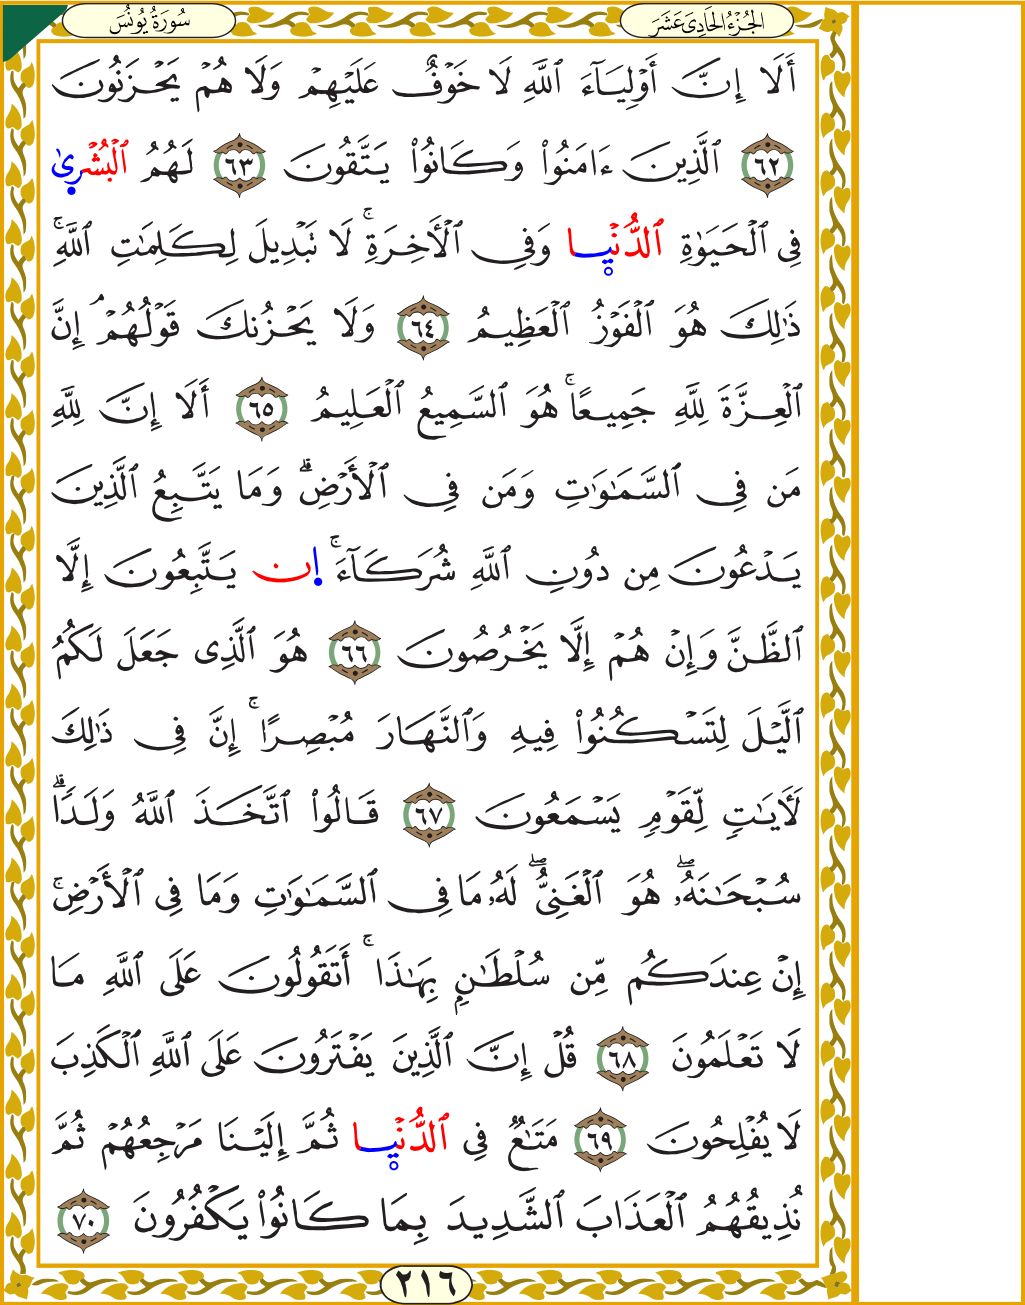 سُورَةُ يُونُسَ
الجُزْءُ الحَادِىَ عَشَرَ
أَلَآ إِنَّ أَوۡلِيَآءَ ٱللَّهِ لَا خَوۡفٌ عَلَيۡهِمۡ وَلَا هُمۡ يَحۡزَنُونَ
٦٢ ٱلَّذِينَ ءَامَنُواْ وَكَانُواْ يَتَّقُونَ ٦٣ لَهُمُ ٱلۡبُشۡرىٰ
فِى ٱلۡحَيَوٰةِ ٱلدُّنۡيٜا وَفِى ٱلۡأٓخِرَةِۚ لَا تَبۡدِيلَ لِكَلِمَٰتِ ٱللَّهِۚ
ذَٰلِكَ هُوَ ٱلۡفَوۡزُ ٱلۡعَظِيمُ ٦٤ وَلَا يَحۡزُنكَ قَوۡلُهُمۡۘ إِنَّ
ٱلۡعِزَّةَ لِلَّهِ جَمِيعًاۚ هُوَ ٱلسَّمِيعُ ٱلۡعَلِيمُ ٦٥ أَلَآ إِنَّ لِلَّهِ
مَن فِى ٱلسَّمَٰوَٰتِ وَمَن فِى ٱلۡأَرۡضِۗ وَمَا يَتَّبِعُ ٱلَّذِينَ
يَدۡعُونَ مِن دُونِ ٱللَّهِ شُرَكَآءَۚ إن يَتَّبِعُونَ إِلَّا
ٱلظَّنَّ وَإِنۡ هُمۡ إِلَّا يَخۡرُصُونَ ٦٦ هُوَ ٱلَّذِى جَعَلَ لَكُمُ
ٱلَّيۡلَ لِتَسۡكُنُواْ فِيهِ وَٱلنَّهَارَ مُبۡصِرًاۚ إِنَّ فِى ذَٰلِكَ
لَأٓيَٰتٍ لِّقَوۡمٍ يَسۡمَعُونَ ٦٧ قَالُواْ ٱتَّخَذَ ٱللَّهُ وَلَدًاۗ
سُبۡحَٰنَهُۥۖ هُوَ ٱلۡغَنِىُّۖ لَهُۥ مَا فِى ٱلسَّمَٰوَٰتِ وَمَا فِى ٱلۡأَرۡضِۚ
إِنۡ عِندَكُم مِّن سُلۡطَٰنٍۭ بِهَٰذَآۚ أَتَقُولُونَ عَلَى ٱللَّهِ مَا
لَا تَعۡلَمُونَ ٦٨ قُلۡ إِنَّ ٱلَّذِينَ يَفۡتَرُونَ عَلَى ٱللَّهِ ٱلۡكَذِبَ
لَا يُفۡلِحُونَ ٦٩ مَتَٰعٌ فِى ٱلدُّنۡيٜا ثُمَّ إِلَيۡنَا مَرۡجِعُهُمۡ ثُمَّ
نُذِيقُهُمُ ٱلۡعَذَابَ ٱلشَّدِيدَ بِمَا كَانُواْ يَكۡفُرُونَ ٧٠
٢١٦